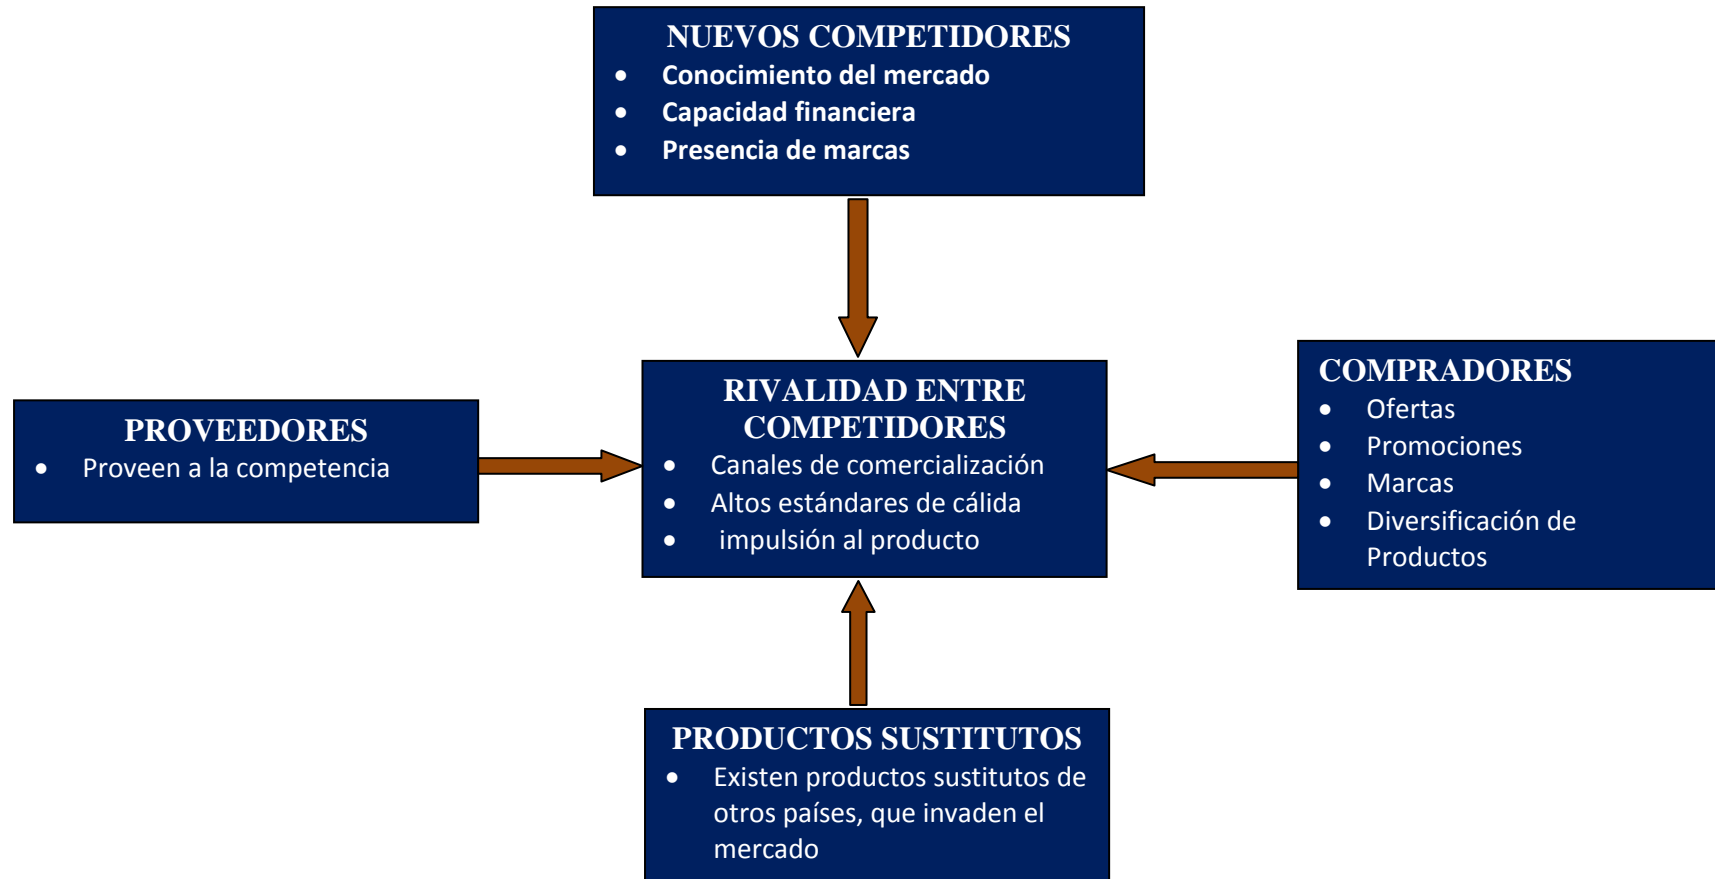 NUEVOS COMPETIDORES
• Conocimiento del mercado
• Capacidad financiera
• Presencia de marcas
PROVEEDORES
• Proveen a la competencia
RIVALIDAD ENTRE
COMPETIDORES
• Canales de comercialización
• Altos estándares de cálida
• impulsión al producto
COMPRADORES
• Ofertas
• Promociones
• Marcas
• Diversificación de
Productos
PRODUCTOS SUSTITUTOS
• Existen productos sustitutos de
otros países, que invaden el
mercado